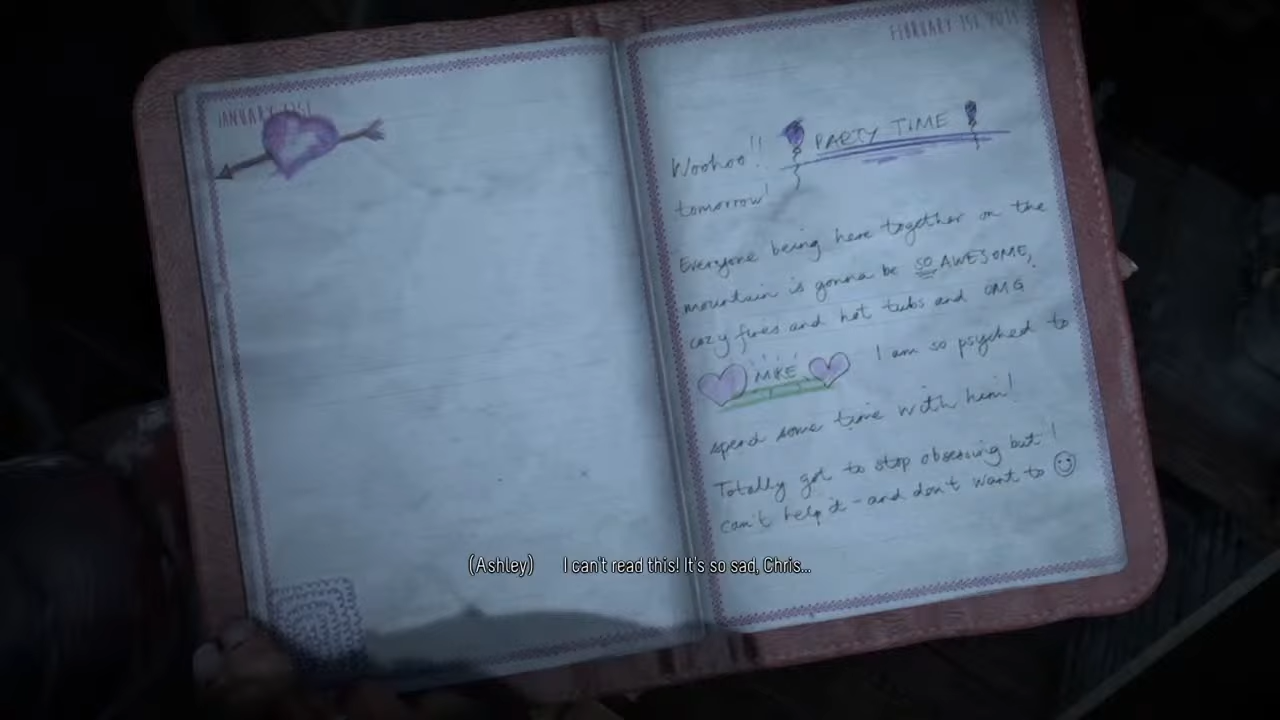 JANUARY 31ST
FEBRUARY 1ST 2014
Woohoo!! PARTY TIME
tomorrow!
Everyone being here together on the
mountain is gonna be SO AWESOME,
cozy fires and hot tubs and OMG
MIKE I am so psyched to
spend some time with him!
Totally got to stop obsessing but I
can't help it - and don't want to
(Ashley) I can't read this! It's so sad, Chris...